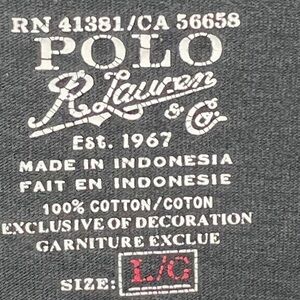 RN 41381/CA 56658
POLO
R. Lauren
& Co.
Est. 1967
MADE IN INDONESIA
FAIT EN INDONESIE
100% COTTON/COTON
EXCLUSIVE OF DECORATION
GARNITURE EXCLUE
SIZE: L/G